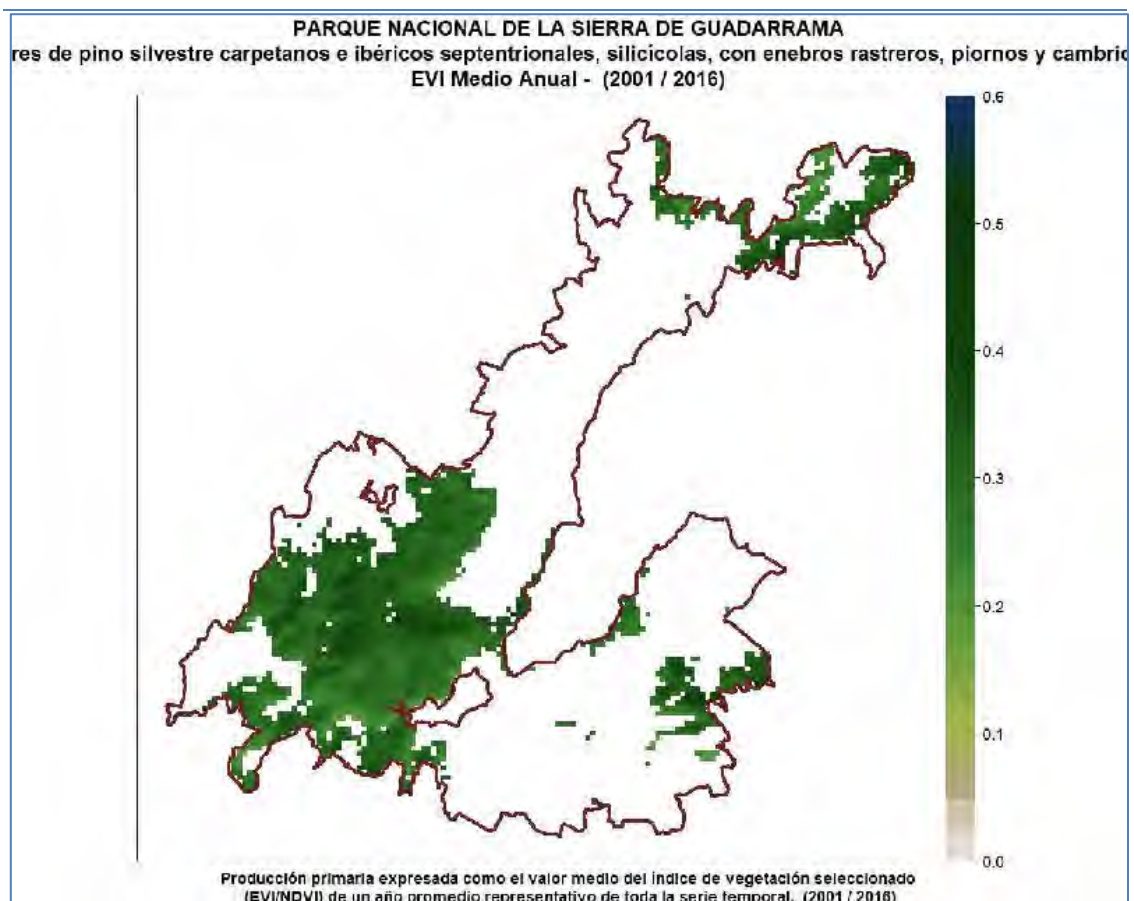 PARQUE NACIONAL DE LA SIERRA DE GUADARRAMA
res de pino silvestre carpetanos e ibéricos septentrionales, silicícolas, con enebros rastreros, piornos y cambric
EVI Medio Anual - (2001 / 2016)
0.6
0.5
0.4
0.3
0.2
0.1
0.0
Producción primaria expresada como el valor medio del índice de vegetación seleccionado
(EVI/NDVI) de un año promedio representativo de toda la serie temporal. (2001 / 2016)